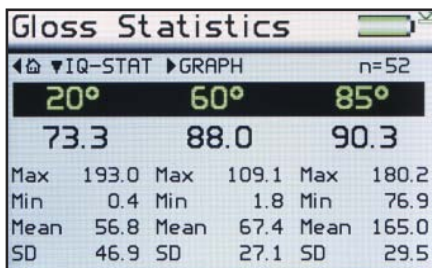 Gloss Statistics
IQ-STAT GRAPH n=52
20° 60° 85°
73.3 88.0 90.3
Max 193.0 Max 109.1 Max 180.2
Min 0.4 Min 1.8 Min 76.9
Mean 56.8 Mean 67.4 Mean 165.0
SD 46.9 SD 27.1 SD 29.5